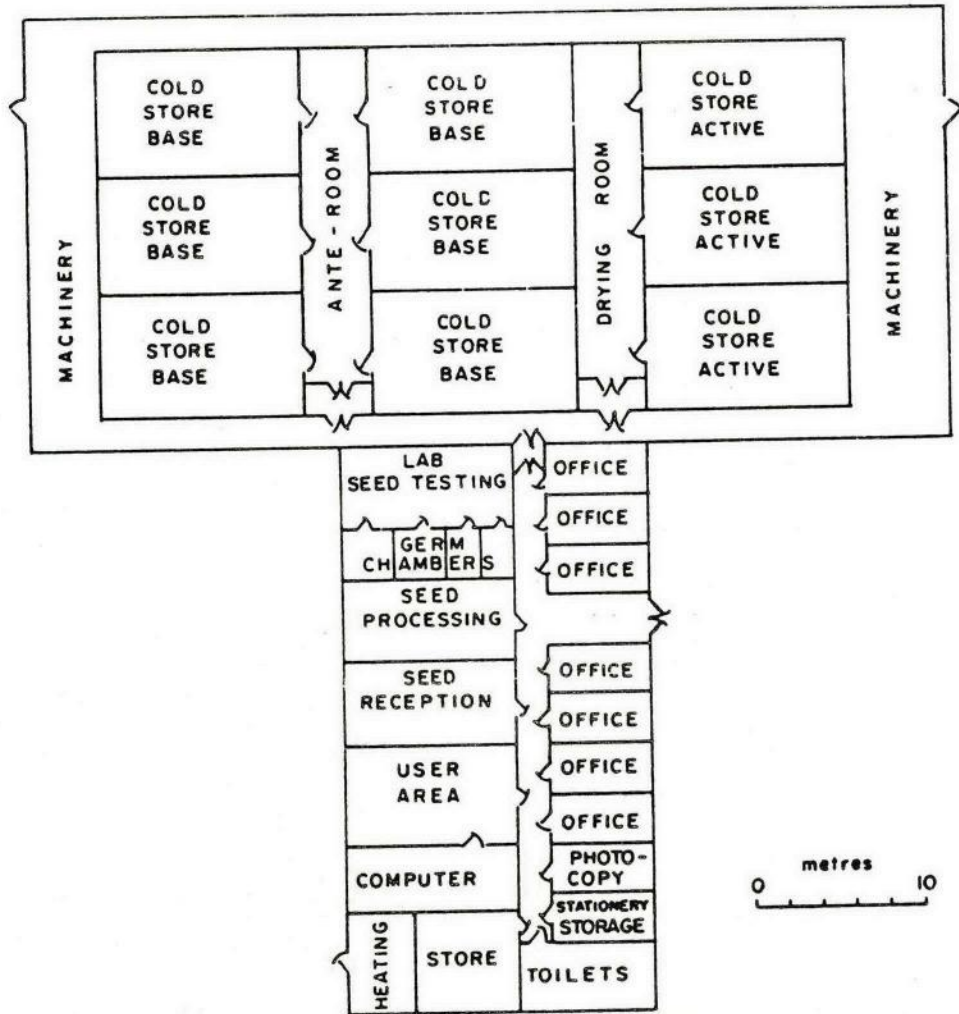 COLD
STORE
BASE
COLD
STORE
BASE
COLD
STORE
ACTIVE
COLD
STORE
BASE
COLD
STORE
BASE
COLD
STORE
ACTIVE
COLD
STORE
BASE
COLD
STORE
BASE
COLD
STORE
ACTIVE
MACHINERY
ANTE-ROOM
DRYING ROOM
MACHINERY
LAB
SEED TESTING
GERM
CHAMBERS
SEED
PROCESSING
SEED
RECEPTION
USER
AREA
COMPUTER
HEATING
STORE
OFFICE
OFFICE
OFFICE
OFFICE
OFFICE
OFFICE
OFFICE
PHOTO-
COPY
STATIONERY
STORAGE
TOILETS
metres
0 10